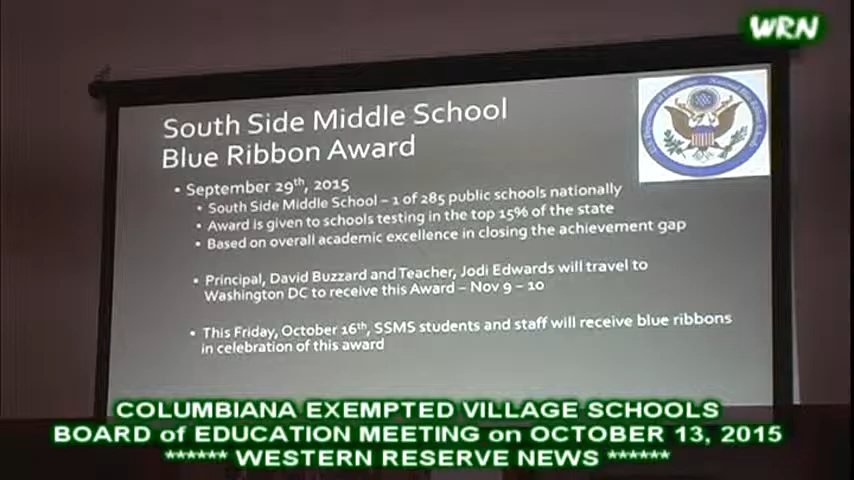 WRN
South Side Middle School
Blue Ribbon Award
• September 29th, 2015
• South Side Middle School – 1 of 285 public schools nationally
• Award is given to schools testing in the top 15% of the state
• Based on overall academic excellence in closing the achievement gap
• Principal, David Buzzard and Teacher, Jodi Edwards will travel to
Washington DC to receive this Award – Nov 9 – 10
• This Friday, October 16th, SSMS students and staff will receive blue ribbons
in celebration of this award
COLUMBIANA EXEMPTED VILLAGE SCHOOLS
BOARD of EDUCATION MEETING on OCTOBER 13, 2015
****** WESTERN RESERVE NEWS ******